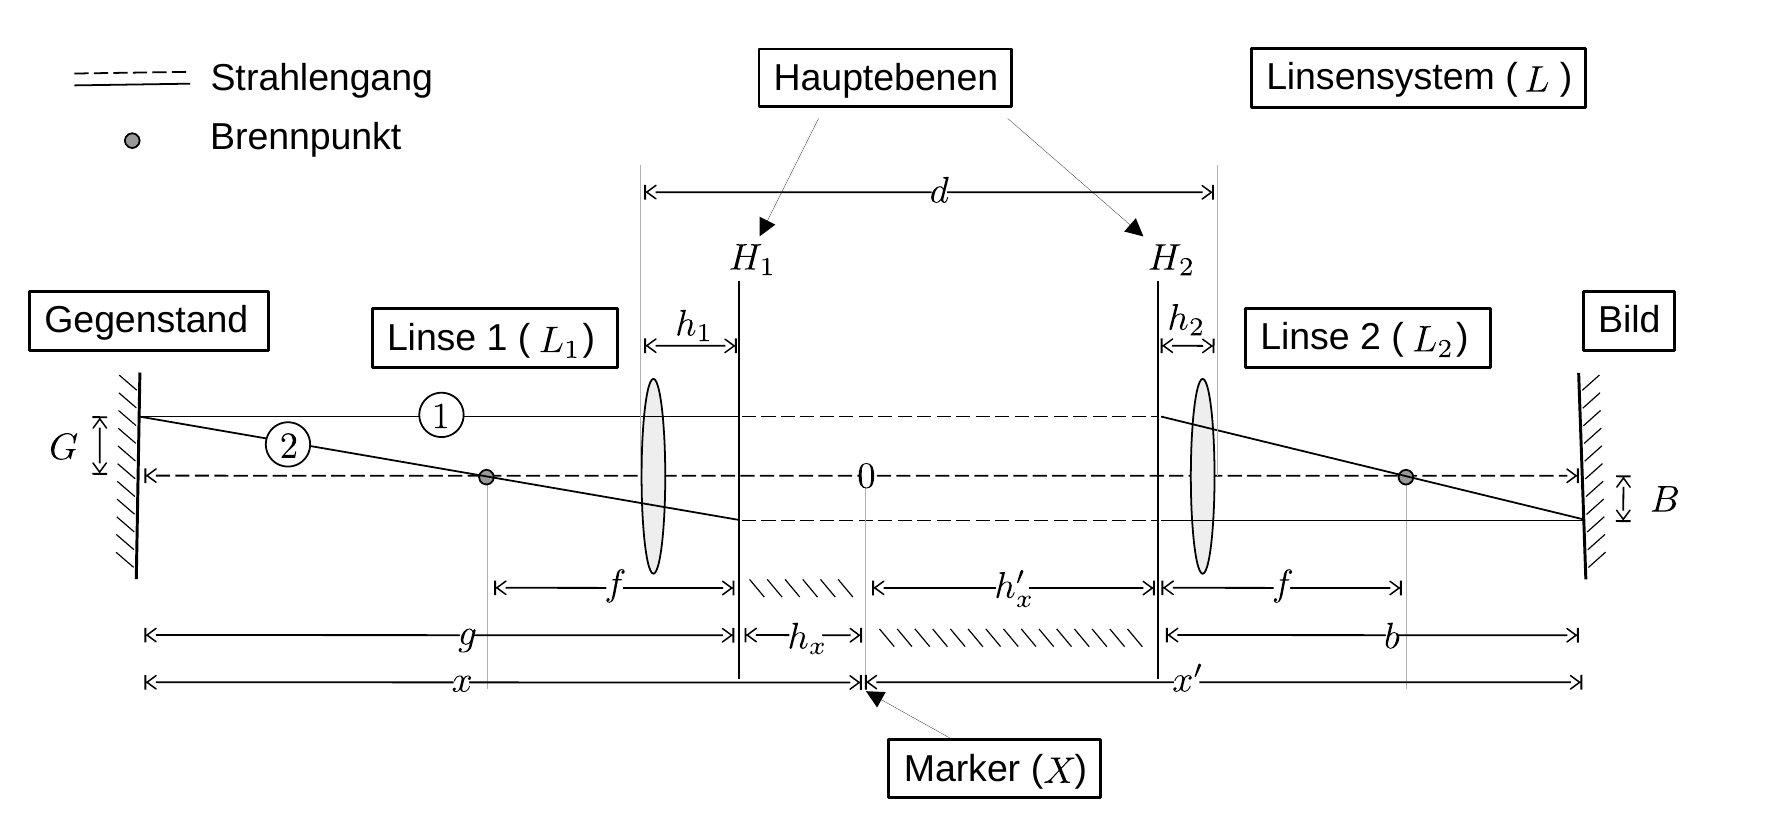 Strahlengang
Brennpunkt
Hauptebenen
Linsensystem ( L )
d
H₁
H₂
Gegenstand
Linse 1 ( L₁)
h₁
h₂
Linse 2 ( L₂)
Bild
1
2
G
0
B
f
h′ₓ
f
g
hₓ
b
x
x′
Marker (X)